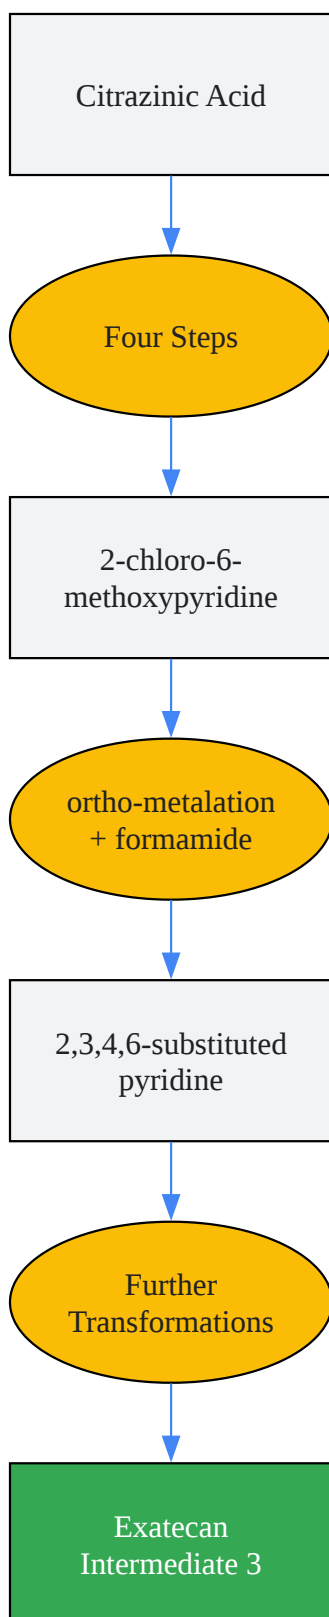 Citrazinic Acid
Four Steps
2-chloro-6-
methoxypyridine
ortho-metalation
+ formamide
2,3,4,6-substituted
pyridine
Further
Transformations
Exatecan
Intermediate 3